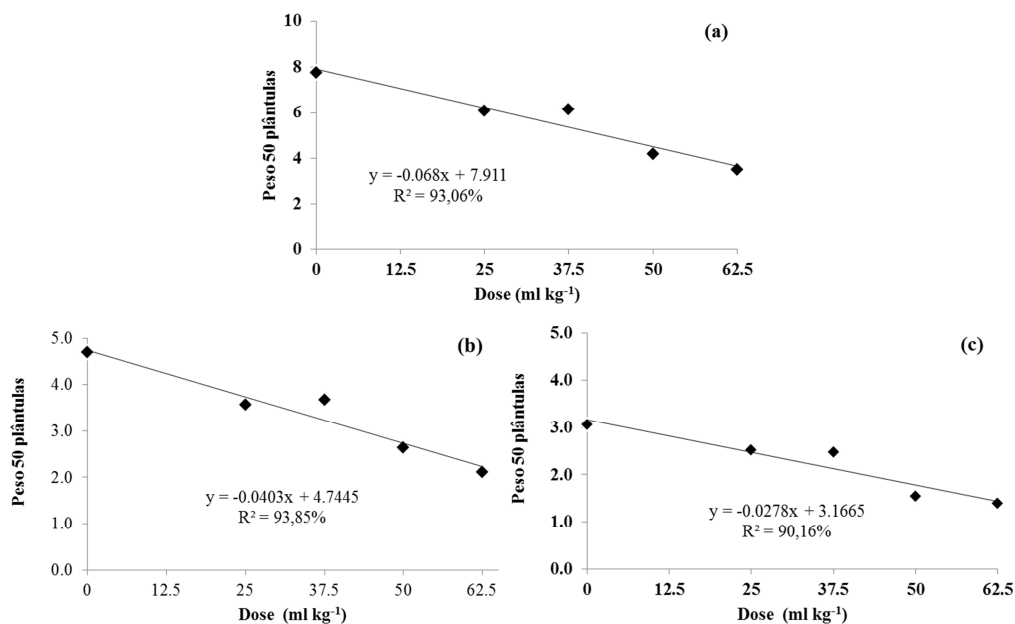 (a)
Peso 50 plântulas
10
8
6
4
2
0
y = -0.068x + 7.911
R² = 93,06%
0 12.5 25 37.5 50 62.5
Dose (ml kg⁻¹)
(b)
Peso 50 plântulas
5.0
4.0
3.0
2.0
1.0
0.0
y = -0.0403x + 4.7445
R² = 93,85%
0 12.5 25 37.5 50 62.5
Dose (ml kg⁻¹)
(c)
Peso 50 plântulas
5.0
4.0
3.0
2.0
1.0
0.0
y = -0.0278x + 3.1665
R² = 90,16%
0 12.5 25 37.5 50 62.5
Dose (ml kg⁻¹)